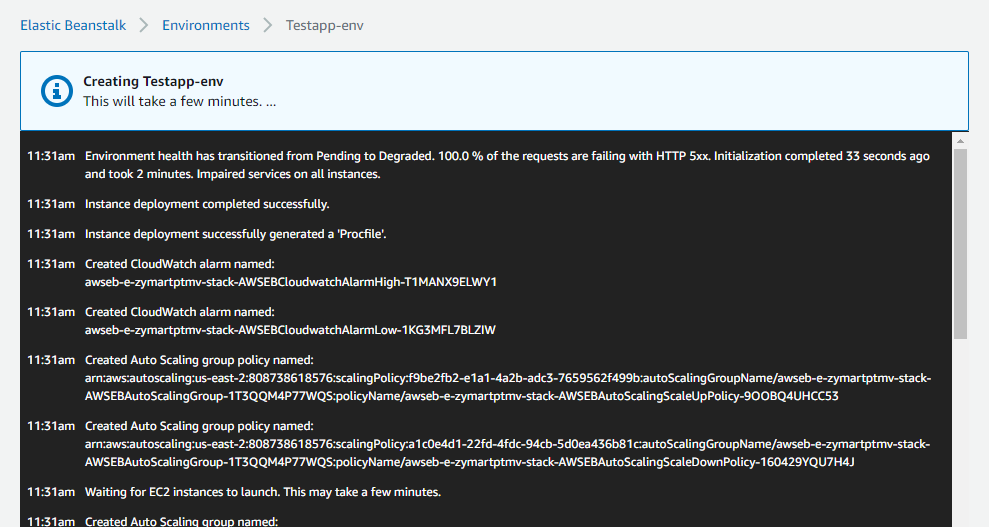 Elastic Beanstalk > Environments > Testapp-env
Creating Testapp-env
This will take a few minutes. ...
11:31am Environment health has transitioned from Pending to Degraded. 100.0 % of the requests are failing with HTTP 5xx. Initialization completed 33 seconds ago
and took 2 minutes. Impaired services on all instances.
11:31am Instance deployment completed successfully.
11:31am Instance deployment successfully generated a 'Procfile'.
11:31am Created CloudWatch alarm named:
awseb-e-zymartptmv-stack-AWSEBCloudwatchAlarmHigh-T1MANX9ELWY1
11:31am Created CloudWatch alarm named:
awseb-e-zymartptmv-stack-AWSEBCloudwatchAlarmLow-1KG3MFL7BLZIW
11:31am Created Auto Scaling group policy named:
arn:aws:autoscaling:us-east-2:808738618576:scalingPolicy:f9be2fb2-e1a1-4a2b-adc3-7659562f499b:autoScalingGroupName/awseb-e-zymartptmv-stack-
AWSEBAutoScalingGroup-1T3QQM4P77WQS:policyName/awseb-e-zymartptmv-stack-AWSEBAutoScalingScaleUpPolicy-9OOBQ4UHCC53
11:31am Created Auto Scaling group policy named:
arn:aws:autoscaling:us-east-2:808738618576:scalingPolicy:a1c0e4d1-22fd-4fdc-94cb-5d0ea436b81c:autoScalingGroupName/awseb-e-zymartptmv-stack-
AWSEBAutoScalingGroup-1T3QQM4P77WQS:policyName/awseb-e-zymartptmv-stack-AWSEBAutoScalingScaleDownPolicy-160429YQU7H4J
11:31am Waiting for EC2 instances to launch. This may take a few minutes.
11:31am Created Auto Scaling group named: